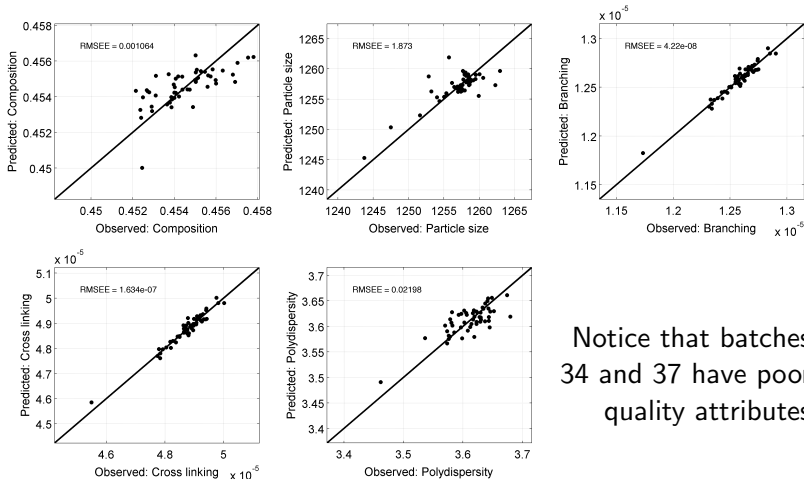 0.458
0.456
0.454
0.452
0.45
RMSEE = 0.001064
Predicted: Composition
0.45 0.452 0.454 0.456 0.458
Observed: Composition
1265
1260
1255
1250
1245
1240
RMSEE = 1.873
Predicted: Particle size
1240 1245 1250 1255 1260 1265
Observed: Particle size
x 10⁻⁵
1.3
1.25
1.2
1.15
RMSEE = 4.22e-08
Predicted: Branching
1.15 1.2 1.25 1.3
Observed: Branching x 10⁻⁵
x 10⁻⁵
5.1
5
4.9
4.8
4.7
4.6
4.5
RMSEE = 1.634e-07
Predicted: Cross linking
4.6 4.8 5
Observed: Cross linking x 10⁻⁵
3.7
3.65
3.6
3.55
3.5
3.45
3.4
RMSEE = 0.02198
Predicted: Polydispersity
3.4 3.5 3.6 3.7
Observed: Polydispersity
Notice that batches
34 and 37 have poor
quality attributes